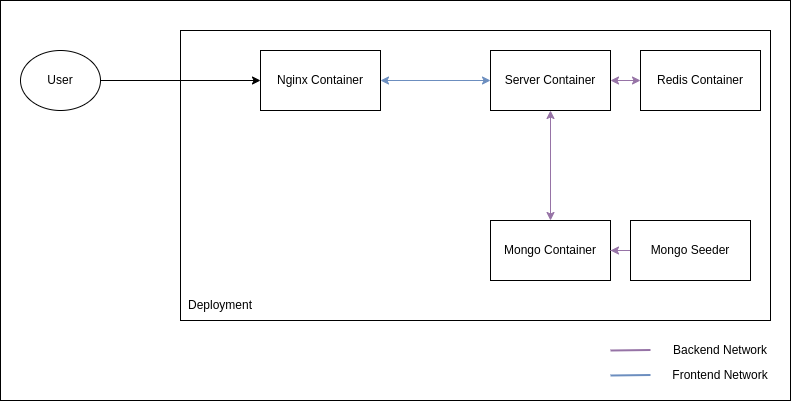 User
Nginx Container
Server Container
Redis Container
Mongo Container
Mongo Seeder
Deployment
Backend Network
Frontend Network